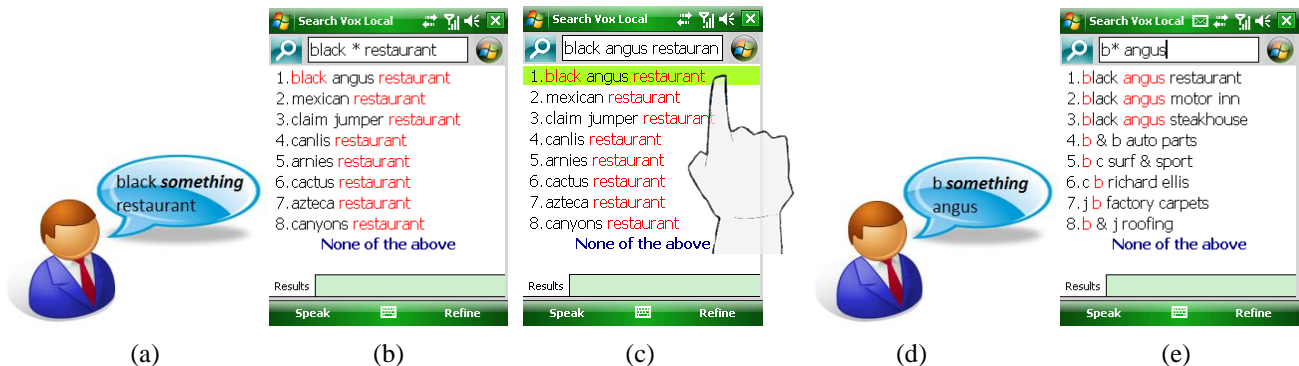 black something
restaurant
(a)
Search Vox Local
black * restaurant
1.black angus restaurant
2.mexican restaurant
3.claim jumper restaurant
4.canlis restaurant
5.arnies restaurant
6.cactus restaurant
7.azteca restaurant
8.canyons restaurant
None of the above
Results
Speak Refine
(b)
Search Vox Local
black angus restauran
1.black angus restaurant
2.mexican restaurant
3.claim jumper restaurant
4.canlis restaurant
5.arnies restaurant
6.cactus restaurant
7.azteca restaurant
8.canyons restaurant
None of the above
Results
Speak Refine
(c)
b something
angus
(d)
Search Vox Local
b* angus
1.black angus restaurant
2.black angus motor inn
3.black angus steakhouse
4.b & b auto parts
5.b c surf & sport
6.c b richard ellis
7.j b factory carpets
8.b & j roofing
None of the above
Results
Speak Refine
(e)